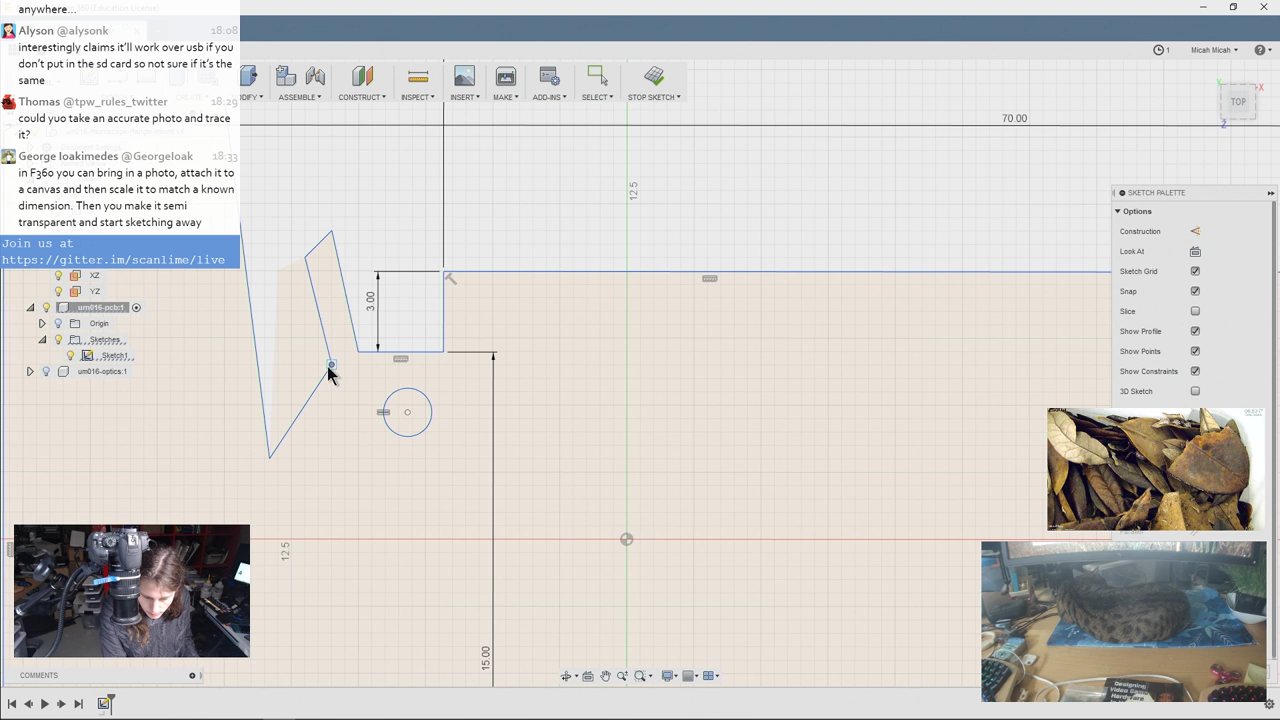 anywhere...
Alyson @alysonk 18:08
interestingly claims it'll work over usb if you
don't put in the sd card so not sure if it's the
same
Thomas @tpw_rules_twitter 18:29
could yuo take an accurate photo and trace
it?
George Ioakimedes @GeorgeIoak 18:33
in F360 you can bring in a photo, attach it to
a canvas and then scale it to match a known
dimension. Then you make it semi
transparent and start sketching away
Join us at
https://gitter.im/scanlime/live
1 Micah Micah
ASSEMBLE CONSTRUCT INSPECT INSERT MAKE ADD-INS SELECT STOP SKETCH
TOP
X
Z
70.00
12.5
3.00
12.5
15.00
XZ
YZ
um016-pcb:1
Origin
Sketches
Sketch1
um016-optics:1
SKETCH PALETTE
Options
Construction
Look At
Sketch Grid
Snap
Slice
Show Profile
Show Points
Show Constraints
3D Sketch
COMMENTS
Designing
Video Game
Hardware